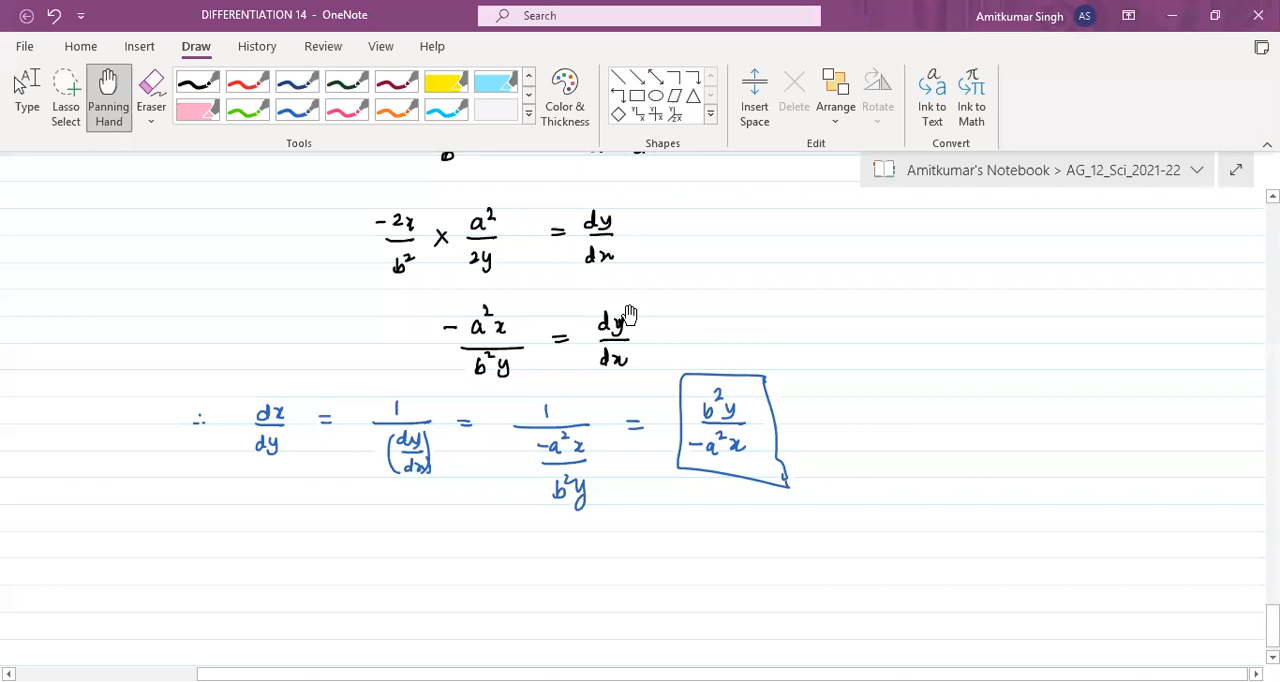 DIFFERENTIATION 14 - OneNote
Search
Amitkumar Singh AS
File Home Insert Draw History Review View Help
Type
Lasso Select
Panning Hand
Eraser
Color & Thickness
Insert Space
Delete
Arrange
Rotate
Ink to Text
Ink to Math
Tools
Shapes
Edit
Convert
Amitkumar's Notebook > AG_12_Sci_2021-22
-2x/b² × a²/2y = dy/dx
-a²x/b²y = dy/dx
∴ dx/dy = 1/(dy/dx) = 1/(-a²x/b²y) = b²y/-a²x